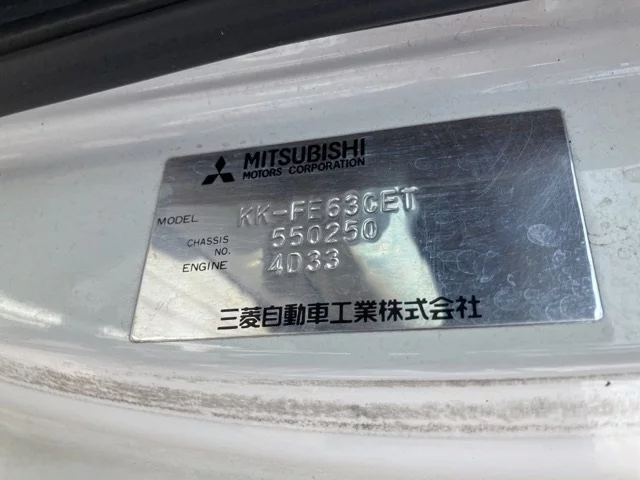 MITSUBISHI
MOTORS CORPORATION
MODEL KK-FE63CET
CHASSIS NO. 550250
ENGINE 4D33
三菱自動車工業株式会社